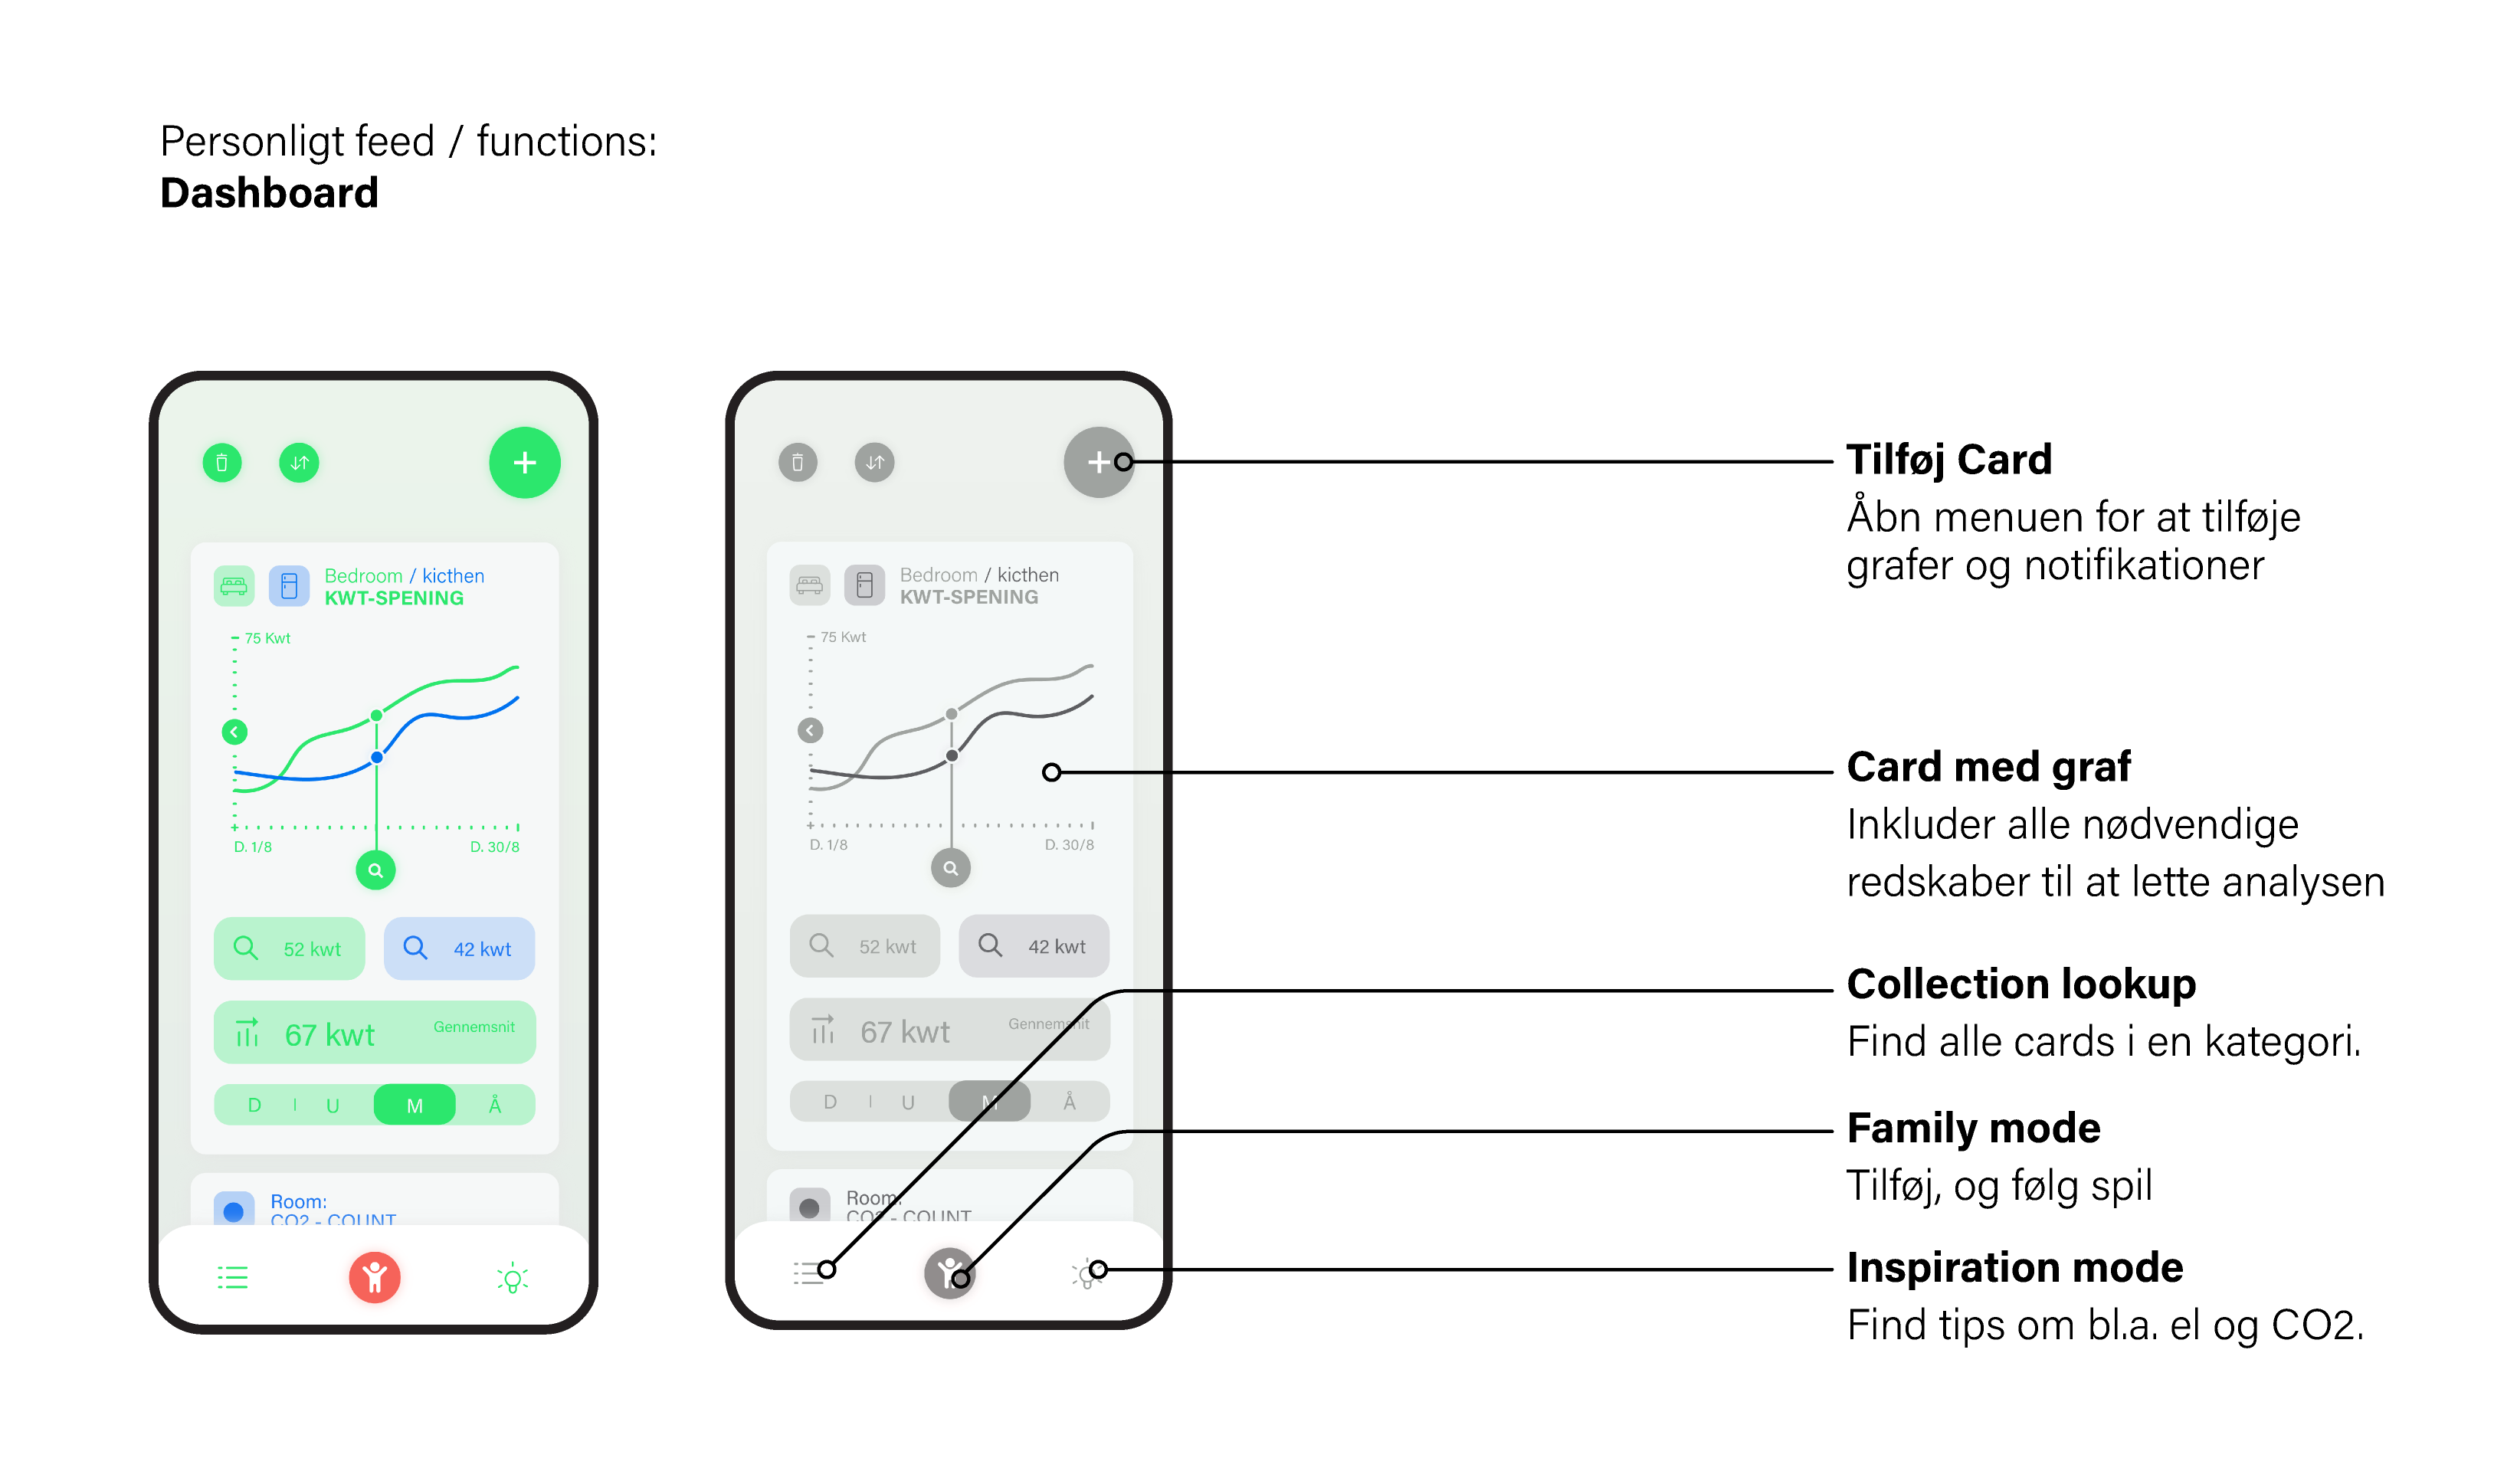 Personligt feed / functions:
Dashboard
Bedroom / kicthen
KWT-SPENING
75 Kwt
D. 1/8
D. 30/8
52 kwt
42 kwt
67 kwt
Gennemsnit
D I U M Å
Room:
CO2 - COUNT
Bedroom / kicthen
KWT-SPENING
75 Kwt
D. 1/8
D. 30/8
52 kwt
42 kwt
67 kwt
Gennemsnit
D I U M Å
Room:
CO2 - COUNT
Tilføj Card
Åbn menuen for at tilføje
grafer og notifikationer
Card med graf
Inkluder alle nødvendige
redskaber til at lette analysen
Collection lookup
Find alle cards i en kategori.
Family mode
Tilføj, og følg spil
Inspiration mode
Find tips om bl.a. el og CO2.